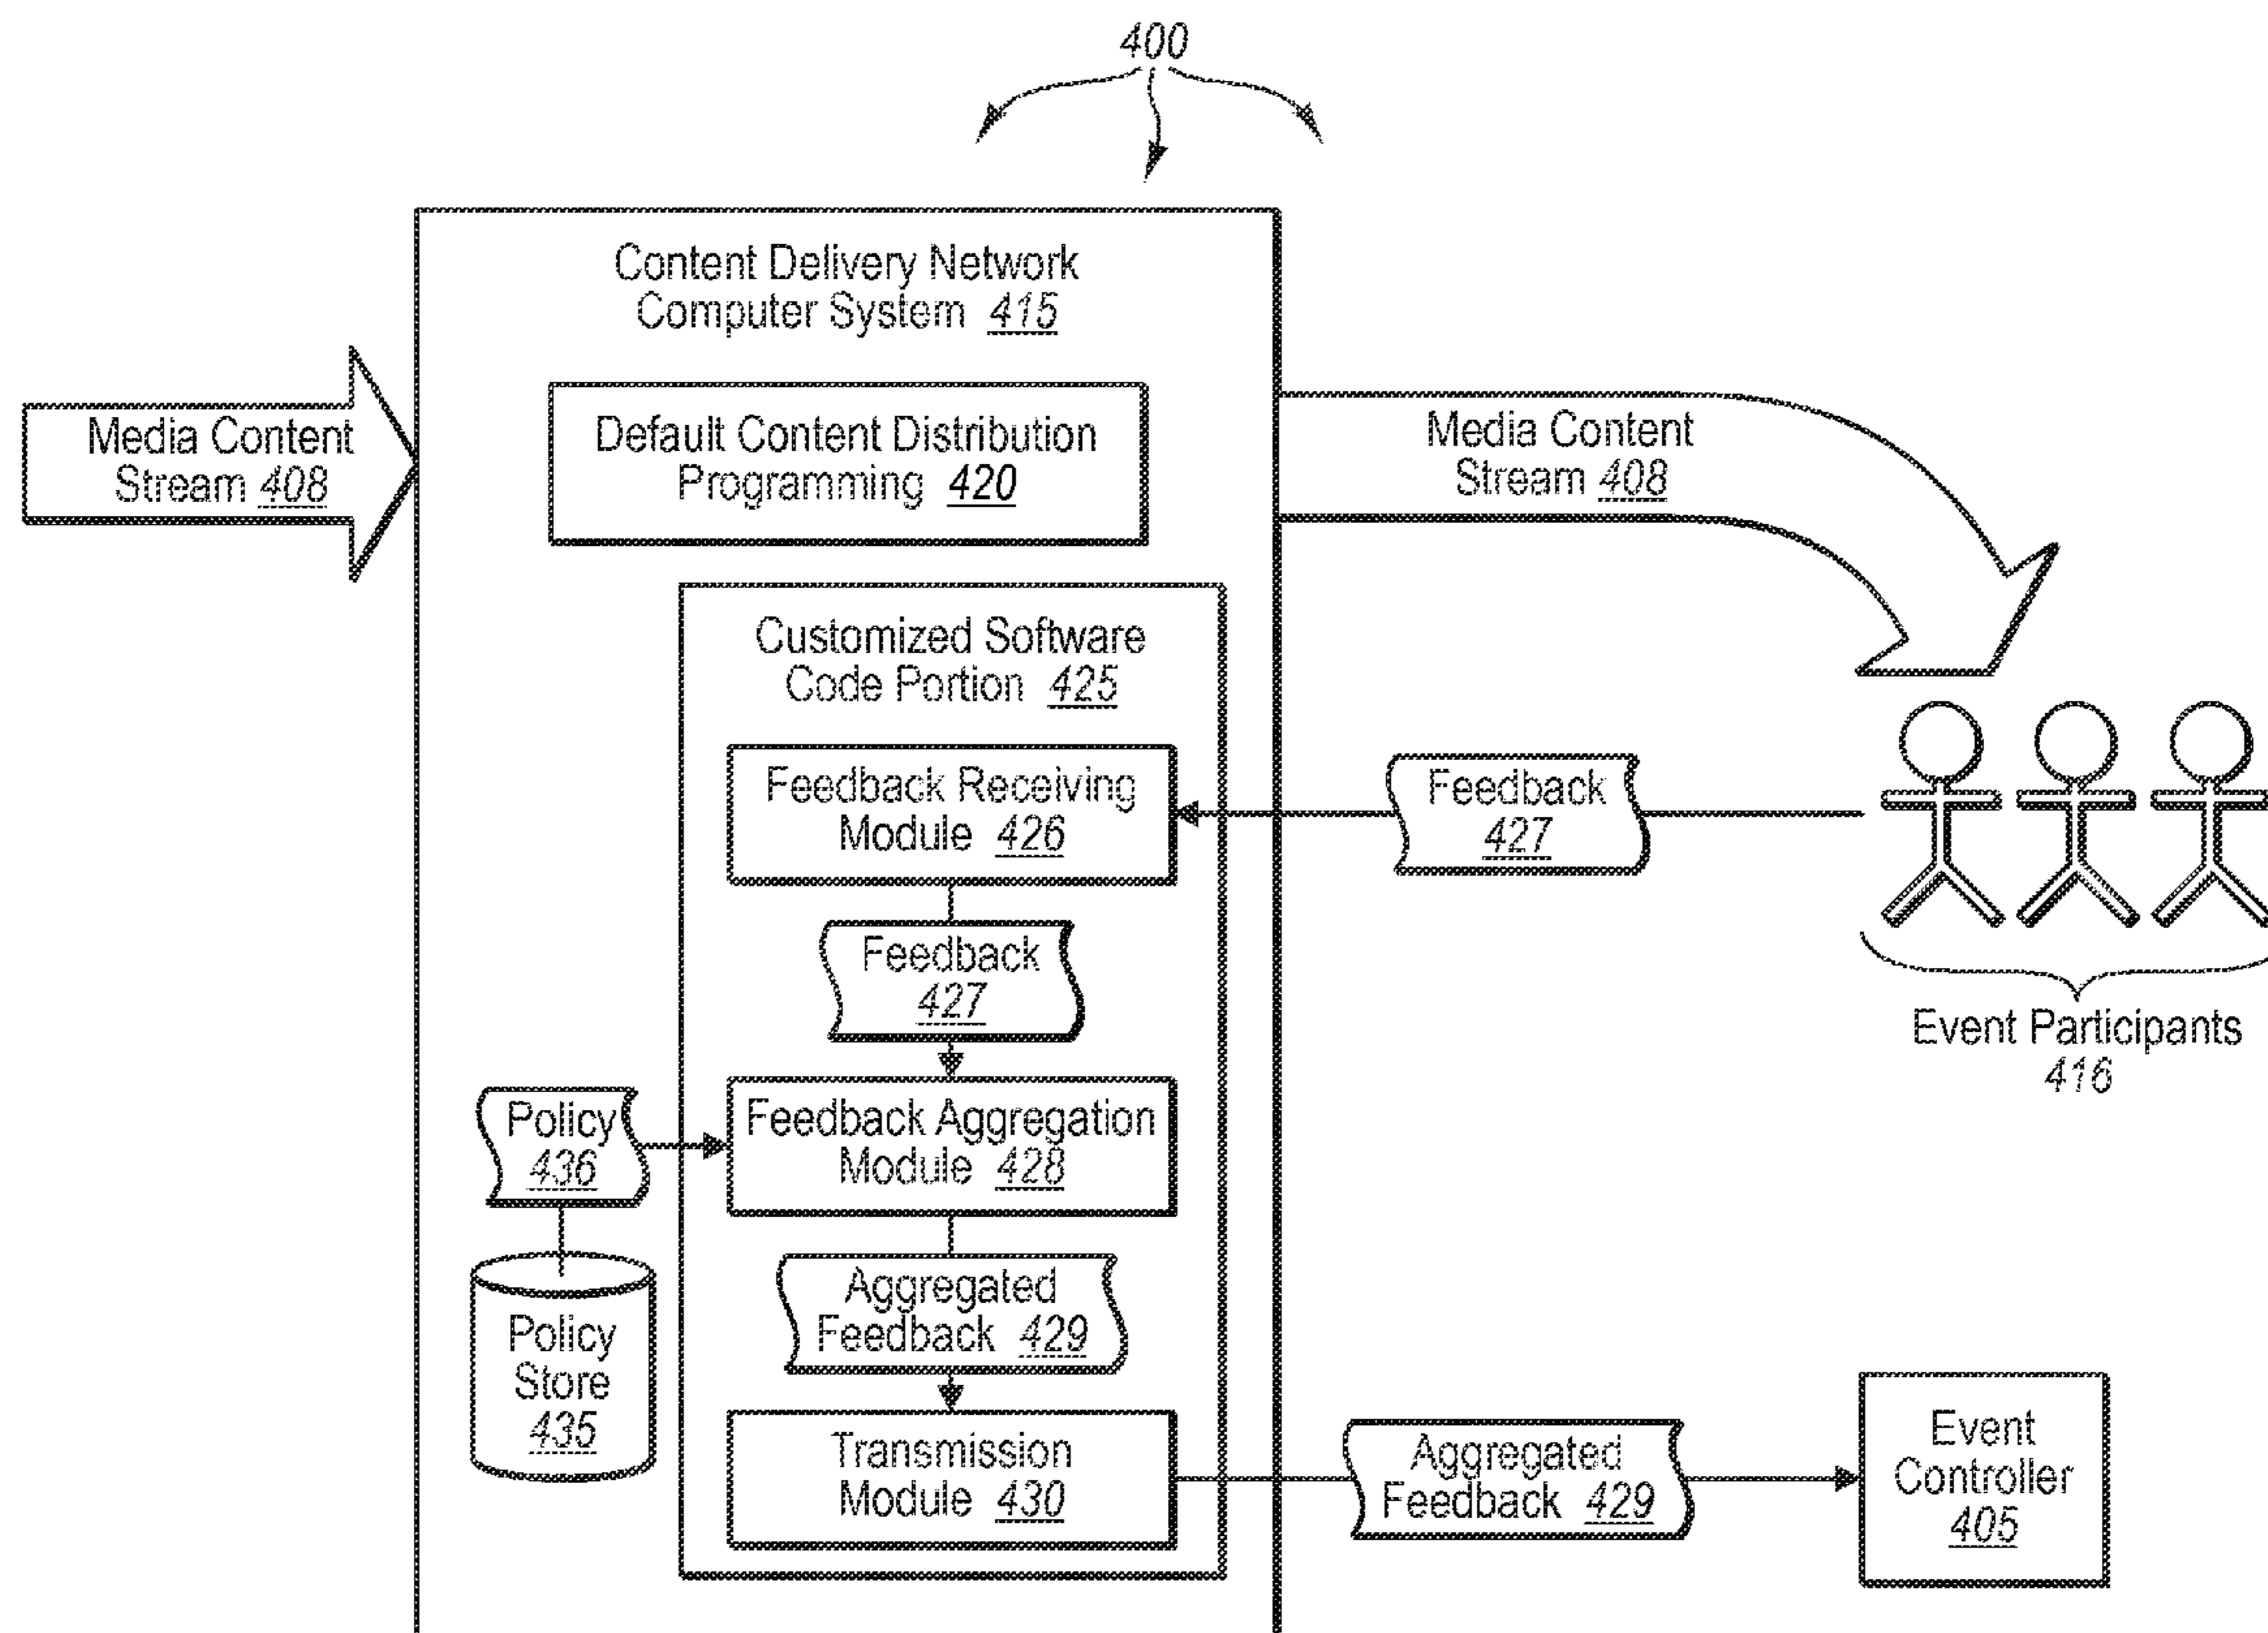 400
Content Delivery Network
Computer System 415
Media Content
Stream 408
Default Content Distribution
Programming 420
Media Content
Stream 408
Customized Software
Code Portion 425
Feedback Receiving
Module 426
Feedback
427
Feedback
427
Event Participants
416
Policy
436
Feedback Aggregation
Module 428
Policy
Store
435
Aggregated
Feedback 429
Transmission
Module 430
Aggregated
Feedback 429
Event
Controller
405